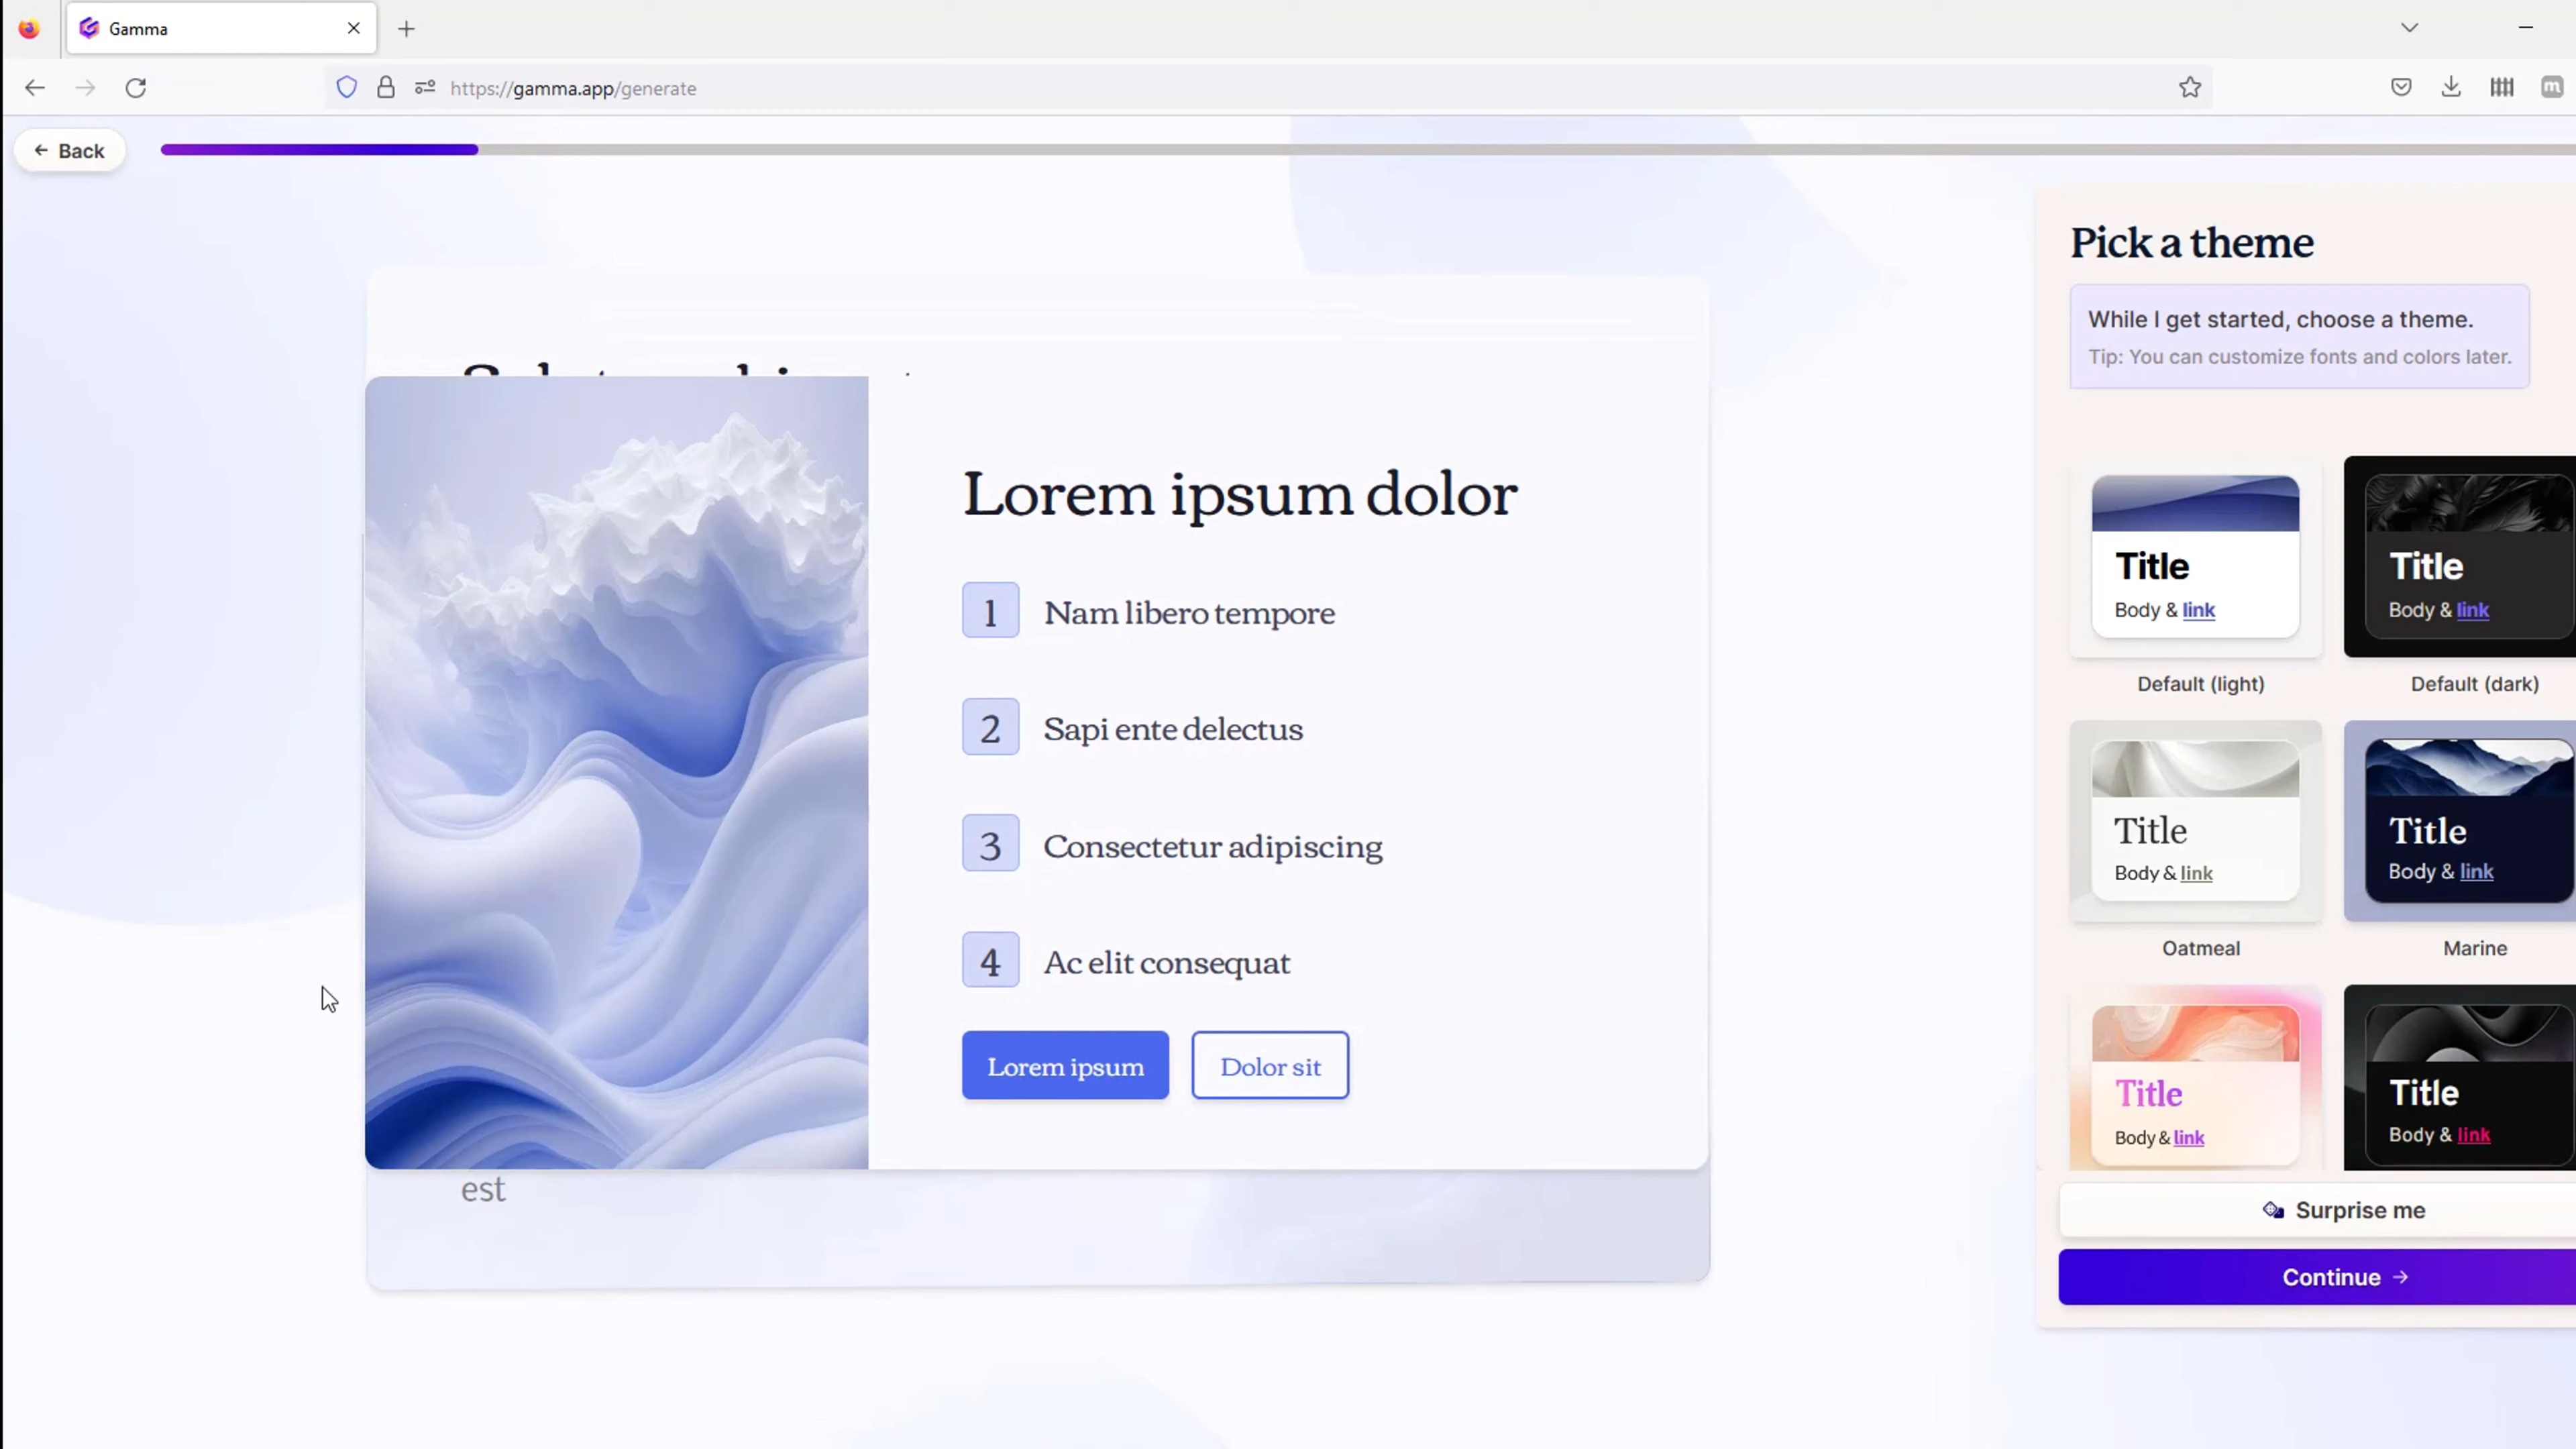 Gamma
https://gamma.app/generate
Back
Pick a theme
While I get started, choose a theme.
Tip: You can customize fonts and colors later.
Lorem ipsum dolor
1 Nam libero tempore
2 Sapi ente delectus
3 Consectetur adipiscing
4 Ac elit consequat
Lorem ipsum Dolor sit
est
Title
Body & link
Default (light)
Title
Body & link
Default (dark)
Title
Body & link
Oatmeal
Title
Body & link
Marine
Title
Body & link
Title
Body & link
Surprise me
Continue